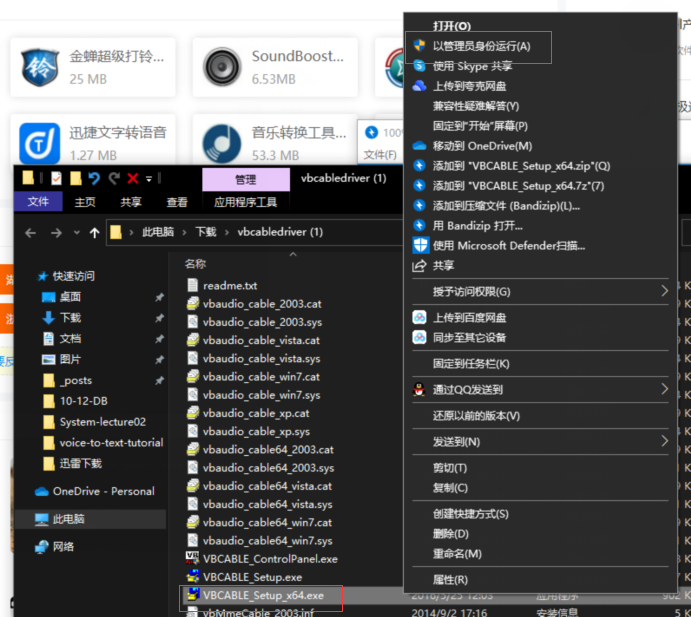 金蝉超级打铃...
25 MB
SoundBoost...
6.53MB
迅捷文字转语音
1.27 MB
音乐转换工具...
53.3 MB
100%
文件(F)
管理
vbcabledriver (1)
文件
主页
共享
查看
应用程序工具
此电脑
下载
vbcabledriver (1)
快速访问
桌面
下载
文档
图片
_posts
10-12-DB
System-lecture02
voice-to-text-tutorial
迅雷下载
OneDrive - Personal
此电脑
网络
名称
readme.txt
vbaudio_cable_2003.cat
vbaudio_cable_2003.sys
vbaudio_cable_vista.cat
vbaudio_cable_vista.sys
vbaudio_cable_win7.cat
vbaudio_cable_win7.sys
vbaudio_cable_xp.cat
vbaudio_cable_xp.sys
vbaudio_cable64_2003.cat
vbaudio_cable64_2003.sys
vbaudio_cable64_vista.cat
vbaudio_cable64_vista.sys
vbaudio_cable64_win7.cat
vbaudio_cable64_win7.sys
VBCABLE_ControlPanel.exe
VBCABLE_Setup.exe
VBCABLE_Setup_x64.exe
vbMmeCable_2003.inf
2014/9/2 17:16
安装信息
打开(O)
以管理员身份运行(A)
使用 Skype 共享
上传到夸克网盘
兼容性疑难解答(Y)
固定到"开始"屏幕(P)
移动到 OneDrive(M)
添加到 "VBCABLE_Setup_x64.zip"(Q)
添加到 "VBCABLE_Setup_x64.7z"(7)
添加到压缩文件 (Bandizip)(L)...
用 Bandizip 打开...
使用 Microsoft Defender扫描...
共享
授予访问权限(G)
上传到百度网盘
同步至其它设备
固定到任务栏(K)
通过QQ发送到
还原以前的版本(V)
发送到(N)
剪切(T)
复制(C)
创建快捷方式(S)
删除(D)
重命名(M)
属性(R)